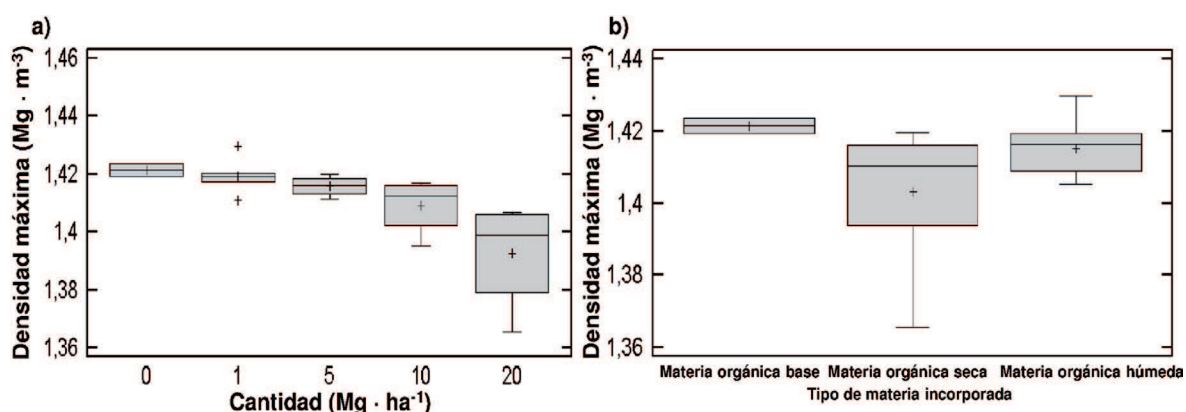 a)
Densidad máxima (Mg · m-3)
1,46
1,44
1,42
1,4
1,38
1,36
0 1 5 10 20
Cantidad (Mg · ha-1)
b)
Densidad máxima (Mg · m-3)
1,44
1,42
1,4
1,38
1,36
Materia orgánica base Materia orgánica seca Materia orgánica húmeda
Tipo de materia incorporada